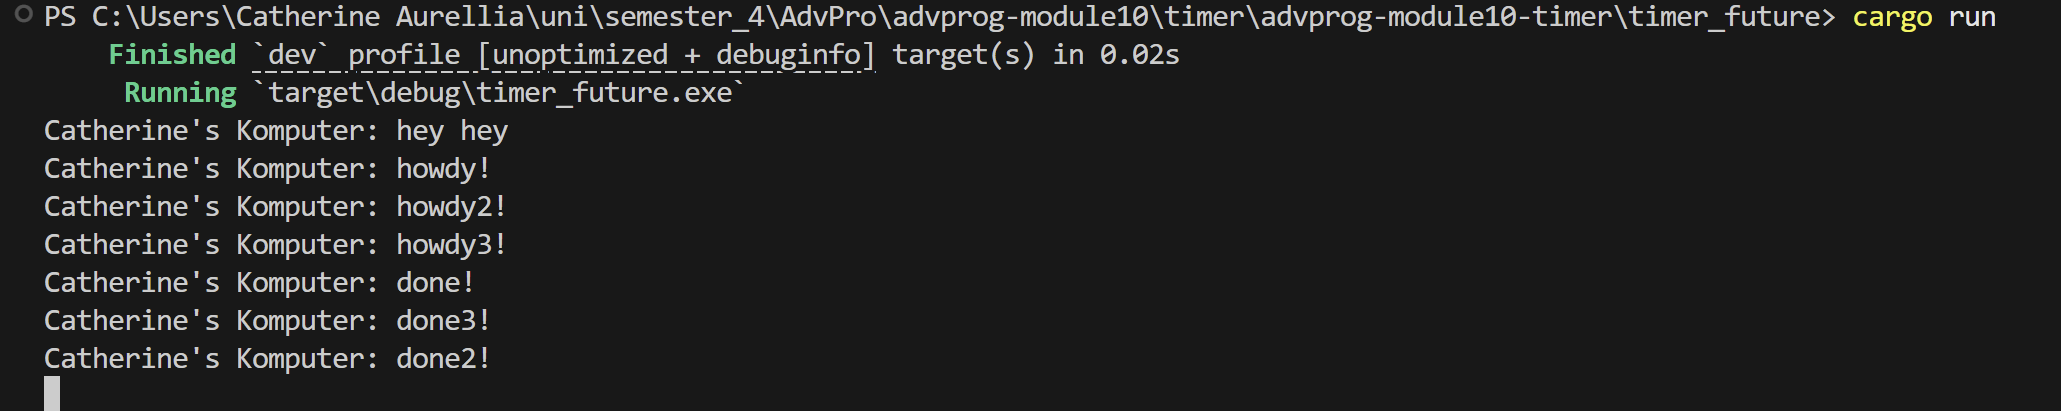 PS C:\Users\Catherine Aurellia\uni\semester_4\AdvPro\advprog-module10\timer\advprog-module10-timer\timer_future> cargo run
Finished `dev` profile [unoptimized + debuginfo] target(s) in 0.02s
Running `target\debug\timer_future.exe`
Catherine's Komputer: hey hey
Catherine's Komputer: howdy!
Catherine's Komputer: howdy2!
Catherine's Komputer: howdy3!
Catherine's Komputer: done!
Catherine's Komputer: done3!
Catherine's Komputer: done2!